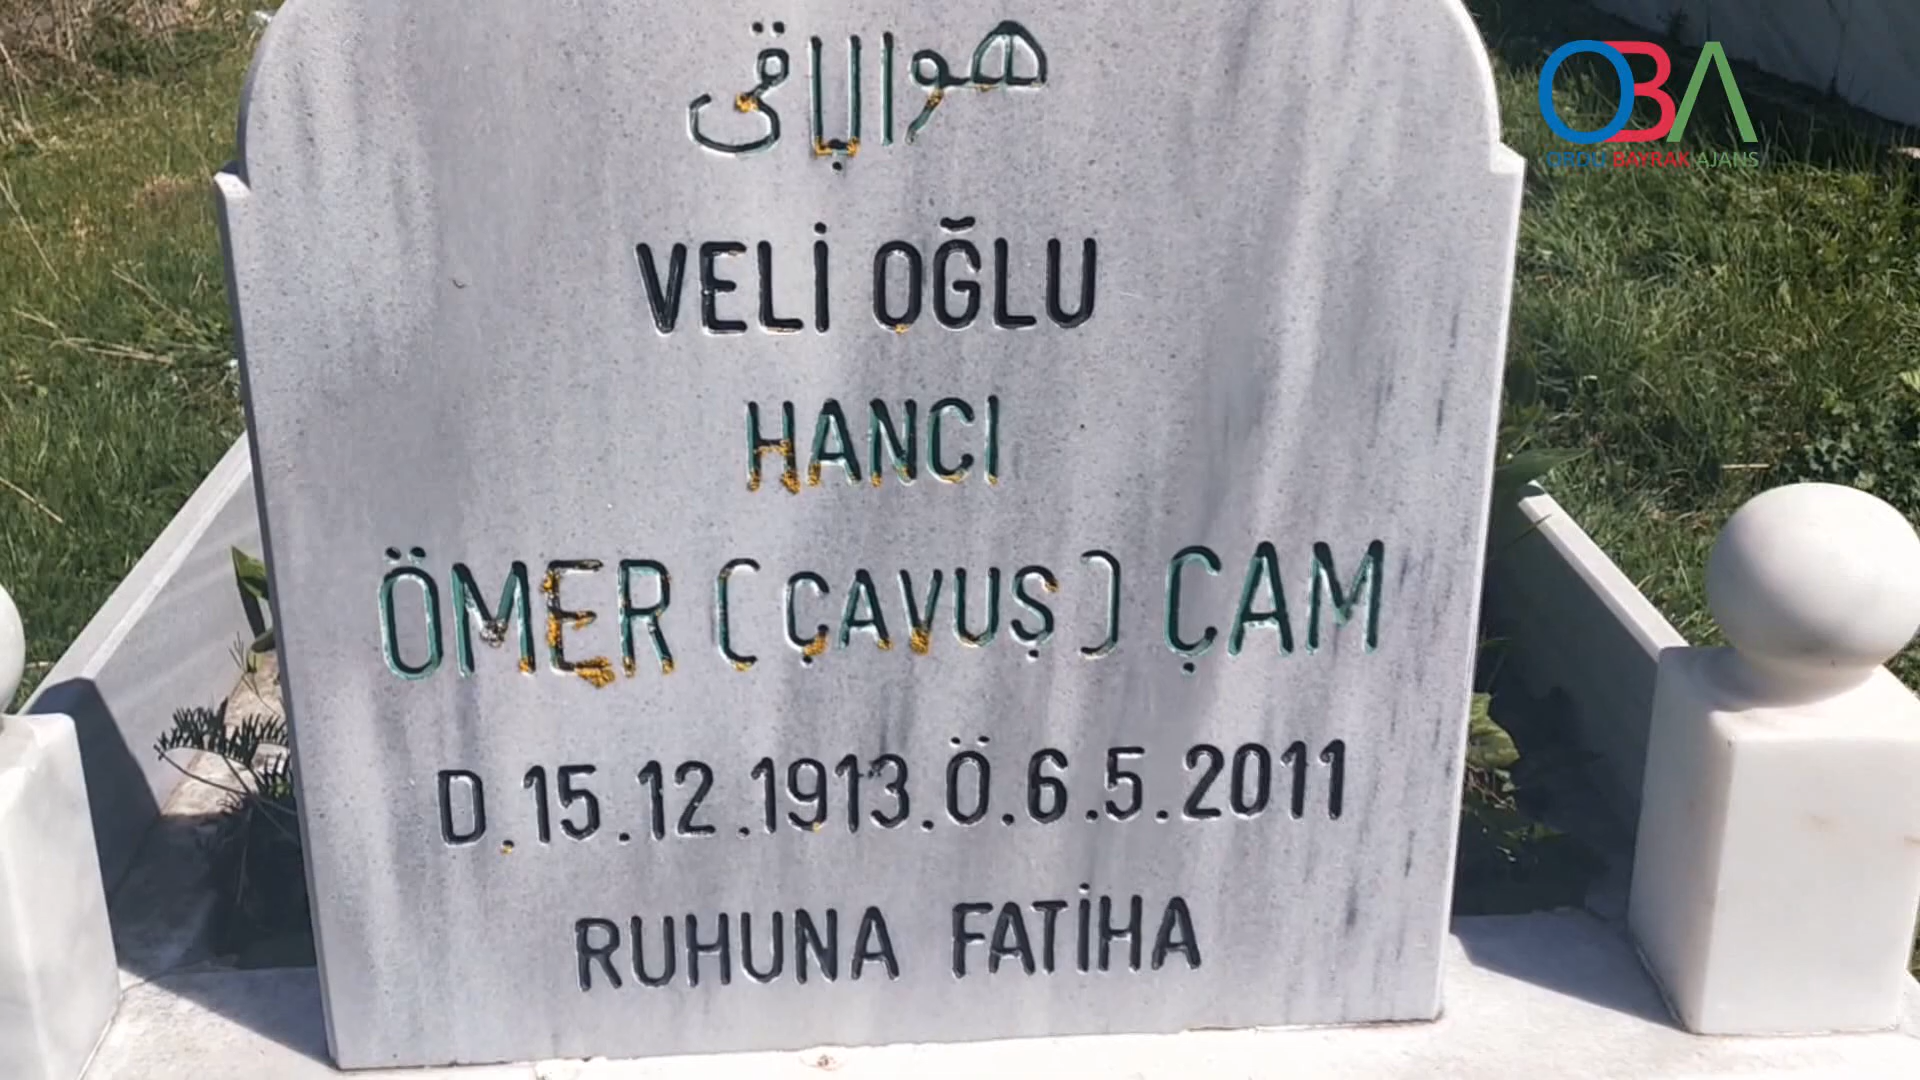 هوالباقى
VELİ OĞLU
HANCI
ÖMER (ÇAVUŞ) ÇAM
D.15.12.1913.Ö.6.5.2011
RUHUNA FATİHA
OBA
ORDU BAYRAK AJANS